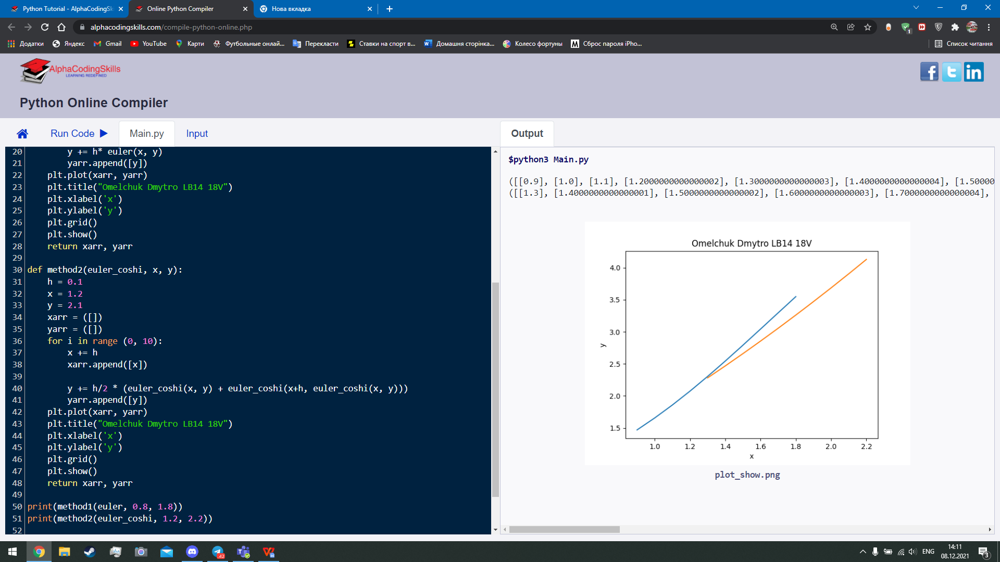 Python Tutorial - AlphaCodingSk
Online Python Compiler
Нова вкладка
alphacodingskills.com/compile-python-online.php
1
Додатки
Яндекс
Gmail
YouTube
Карти
Футбольные онлай...
Перекласти
Ставки на спорт в...
Домашня сторінка...
Колесо фортуны
M
Сброс пароля iPho...
Список читання
AlphaCodingSkills
LEARNING REDEFINED
Python Online Compiler
Run Code
Main.py
Input
Output
20 y += h* euler(x, y)
21 yarr.append([y])
22 plt.plot(xarr, yarr)
23 plt.title("Omelchuk Dmytro LB14 18V")
24 plt.xlabel('x')
25 plt.ylabel('y')
26 plt.grid()
27 plt.show()
28 return xarr, yarr
29
30 def method2(euler_coshi, x, y):
31 h = 0.1
32 x = 1.2
33 y = 2.1
34 xarr = ([])
35 yarr = ([])
36 for i in range (0, 10):
37 x += h
38 xarr.append([x])
39
40 y += h/2 * (euler_coshi(x, y) + euler_coshi(x+h, euler_coshi(x, y)))
41 yarr.append([y])
42 plt.plot(xarr, yarr)
43 plt.title("Omelchuk Dmytro LB14 18V")
44 plt.xlabel('x')
45 plt.ylabel('y')
46 plt.grid()
47 plt.show()
48 return xarr, yarr
49
50 print(method1(euler, 0.8, 1.8))
51 print(method2(euler_coshi, 1.2, 2.2))
52
$python3 Main.py
([[0.9], [1.0], [1.1], [1.2000000000000002], [1.3000000000000003], [1.4000000000000004], [1.50000
([[1.3], [1.4000000000000001], [1.5000000000000002], [1.6000000000000003], [1.7000000000000004],
Omelchuk Dmytro LB14 18V
4.0
3.5
3.0
2.5
2.0
1.5
y
1.0 1.2 1.4 1.6 1.8 2.0 2.2
x
plot_show.png
42
ENG
14:11
08.12.2021
3